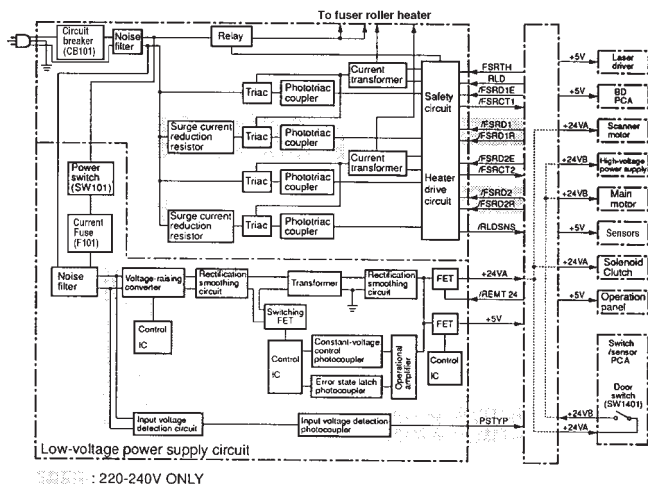 To fuser roller heater
Circuit
breaker
(CB101)
Noise
filter
Relay
Current
transformer
Triac
Phototriac
coupler
Safety
circuit
Surge current
reduction
resistor
Triac
Phototriac
coupler
Current
transformer
Triac
Phototriac
coupler
Heater
drive
circuit
Surge current
reduction
resistor
Triac
Phototriac
coupler
FSRTH
RLD
/FSRD1E
/FSRCT1
/FSRD1
/FSRD1R
/FSRD2E
/FSRCT2
/FSRD2
/FSRD2R
/RLDSNS
Power
switch
(SW101)
Current
Fuse
(F101)
Noise
filter
Voltage-raising
converter
Rectification
smoothing
circuit
Transformer
Rectification
smoothing
circuit
FET
+24VA
/REMT 24
Control
IC
Switching
FET
FET
+5V
Control
IC
Constant-voltage
control
photocoupler
Error state latch
photocoupler
Operational
amplifier
Control
IC
Input voltage
detection circuit
Input voltage detection
photocoupler
PSTYP
Low-voltage power supply circuit
+5V
Laser
driver
+5V
BD
PCA
+24VA
Scanner
motor
+24VB
High-voltage
power supply
+24VB
Main
motor
+5V
Sensors
+24VA
Solenoid
Clutch
+5V
Operation
panel
Switch
/sensor
PCA
Door
switch
(SW1401)
+24VB
+24VA
: 220-240V ONLY